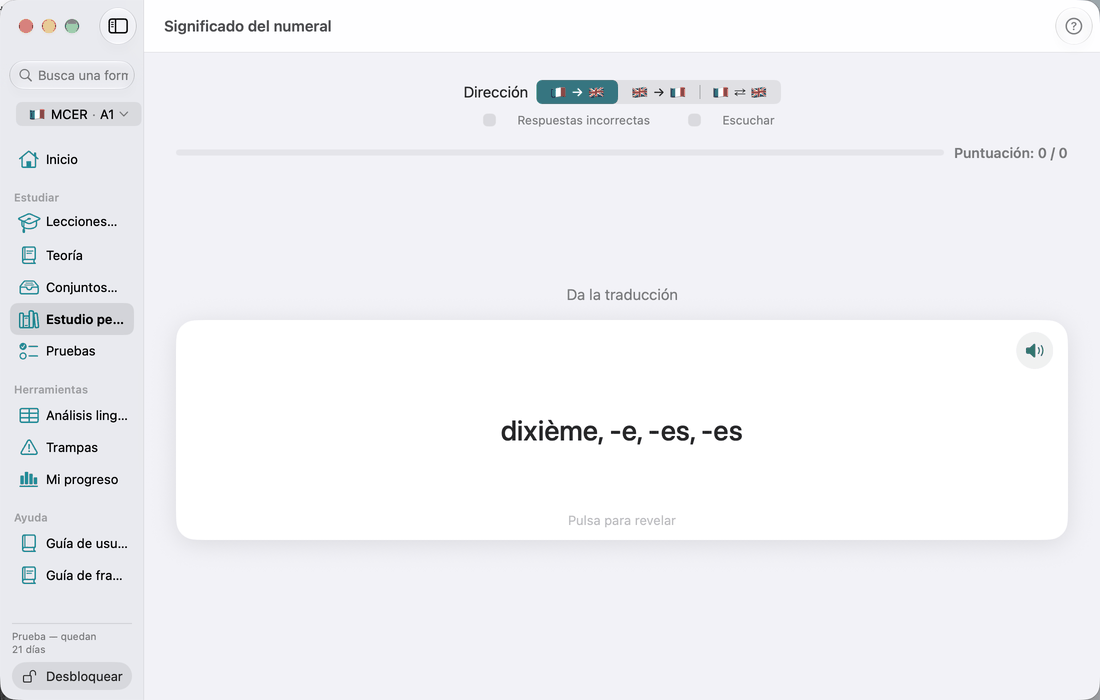 Significado del numeral
Busca una forn
MCER · A1
Inicio
Estudiar
Lecciones...
Teoría
Conjuntos...
Estudio pe...
Pruebas
Herramientas
Análisis ling...
Trampas
Mi progreso
Ayuda
Guía de usu...
Guía de fra...
Prueba — quedan
21 días
Desbloquear
Dirección
Respuestas incorrectas
Escuchar
Puntuación: 0 / 0
Da la traducción
dixième, -e, -es, -es
Pulsa para revelar